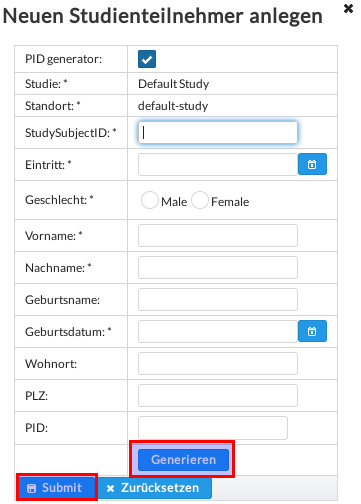 Neuen Studienteilnehmer anlegen
PID generator:
Studie: * Default Study
Standort: * default-study
StudySubjectID: *
Eintritt: *
Geschlecht: * Male Female
Vorname: *
Nachname: *
Geburtsname:
Geburtsdatum: *
Wohnort:
PLZ:
PID:
Generieren
Submit Zurücksetzen